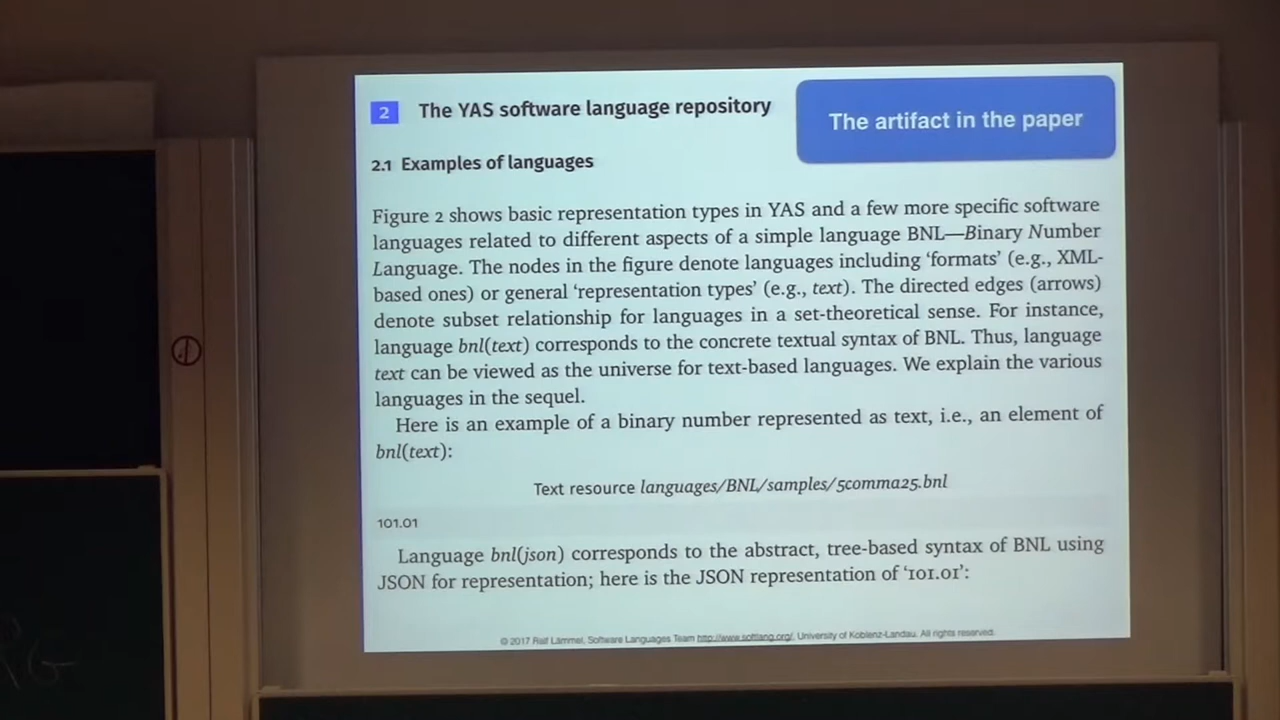 2 The YAS software language repository
The artifact in the paper
2.1 Examples of languages
Figure 2 shows basic representation types in YAS and a few more specific software
languages related to different aspects of a simple language BNL—Binary Number
Language. The nodes in the figure denote languages including ‘formats’ (e.g., XML-
based ones) or general ‘representation types’ (e.g., text). The directed edges (arrows)
denote subset relationship for languages in a set-theoretical sense. For instance,
language bnl(text) corresponds to the concrete textual syntax of BNL. Thus, language
text can be viewed as the universe for text-based languages. We explain the various
languages in the sequel.
Here is an example of a binary number represented as text, i.e., an element of
bnl(text):
Text resource languages/BNL/samples/5comma25.bnl
101.01
Language bnl(json) corresponds to the abstract, tree-based syntax of BNL using
JSON for representation; here is the JSON representation of ‘101.01’:
© 2017 Ralf Lämmel, Software Languages Team http://www.softlang.org/, University of Koblenz-Landau. All rights reserved.